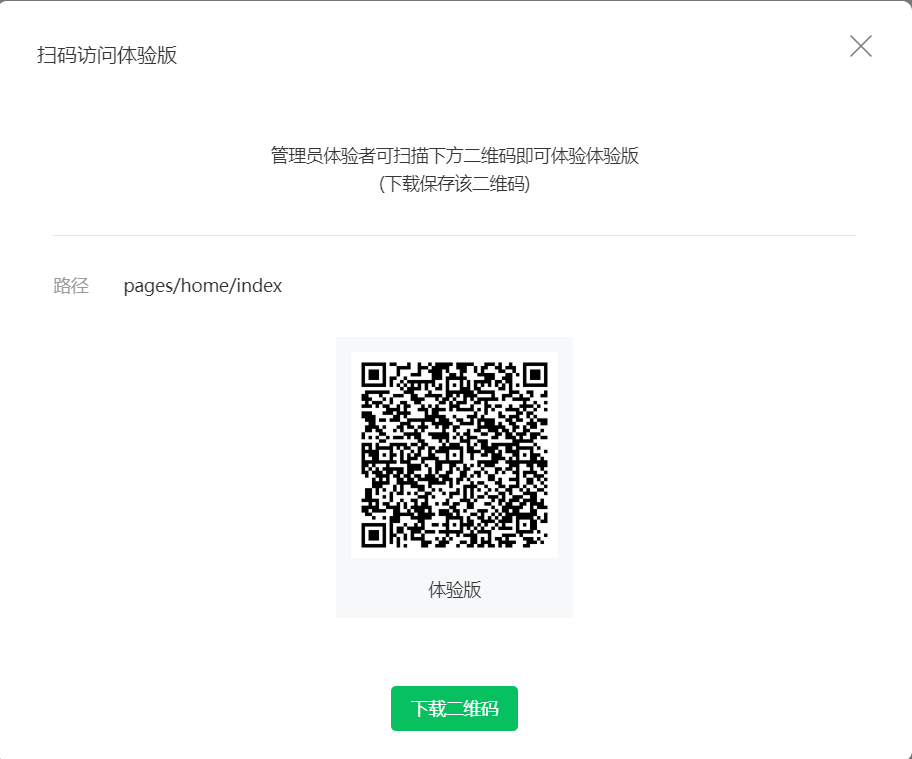 扫码访问体验版
管理员体验者可扫描下方二维码即可体验体验版
(下载保存该二维码)
路径 pages/home/index
体验版
下载二维码